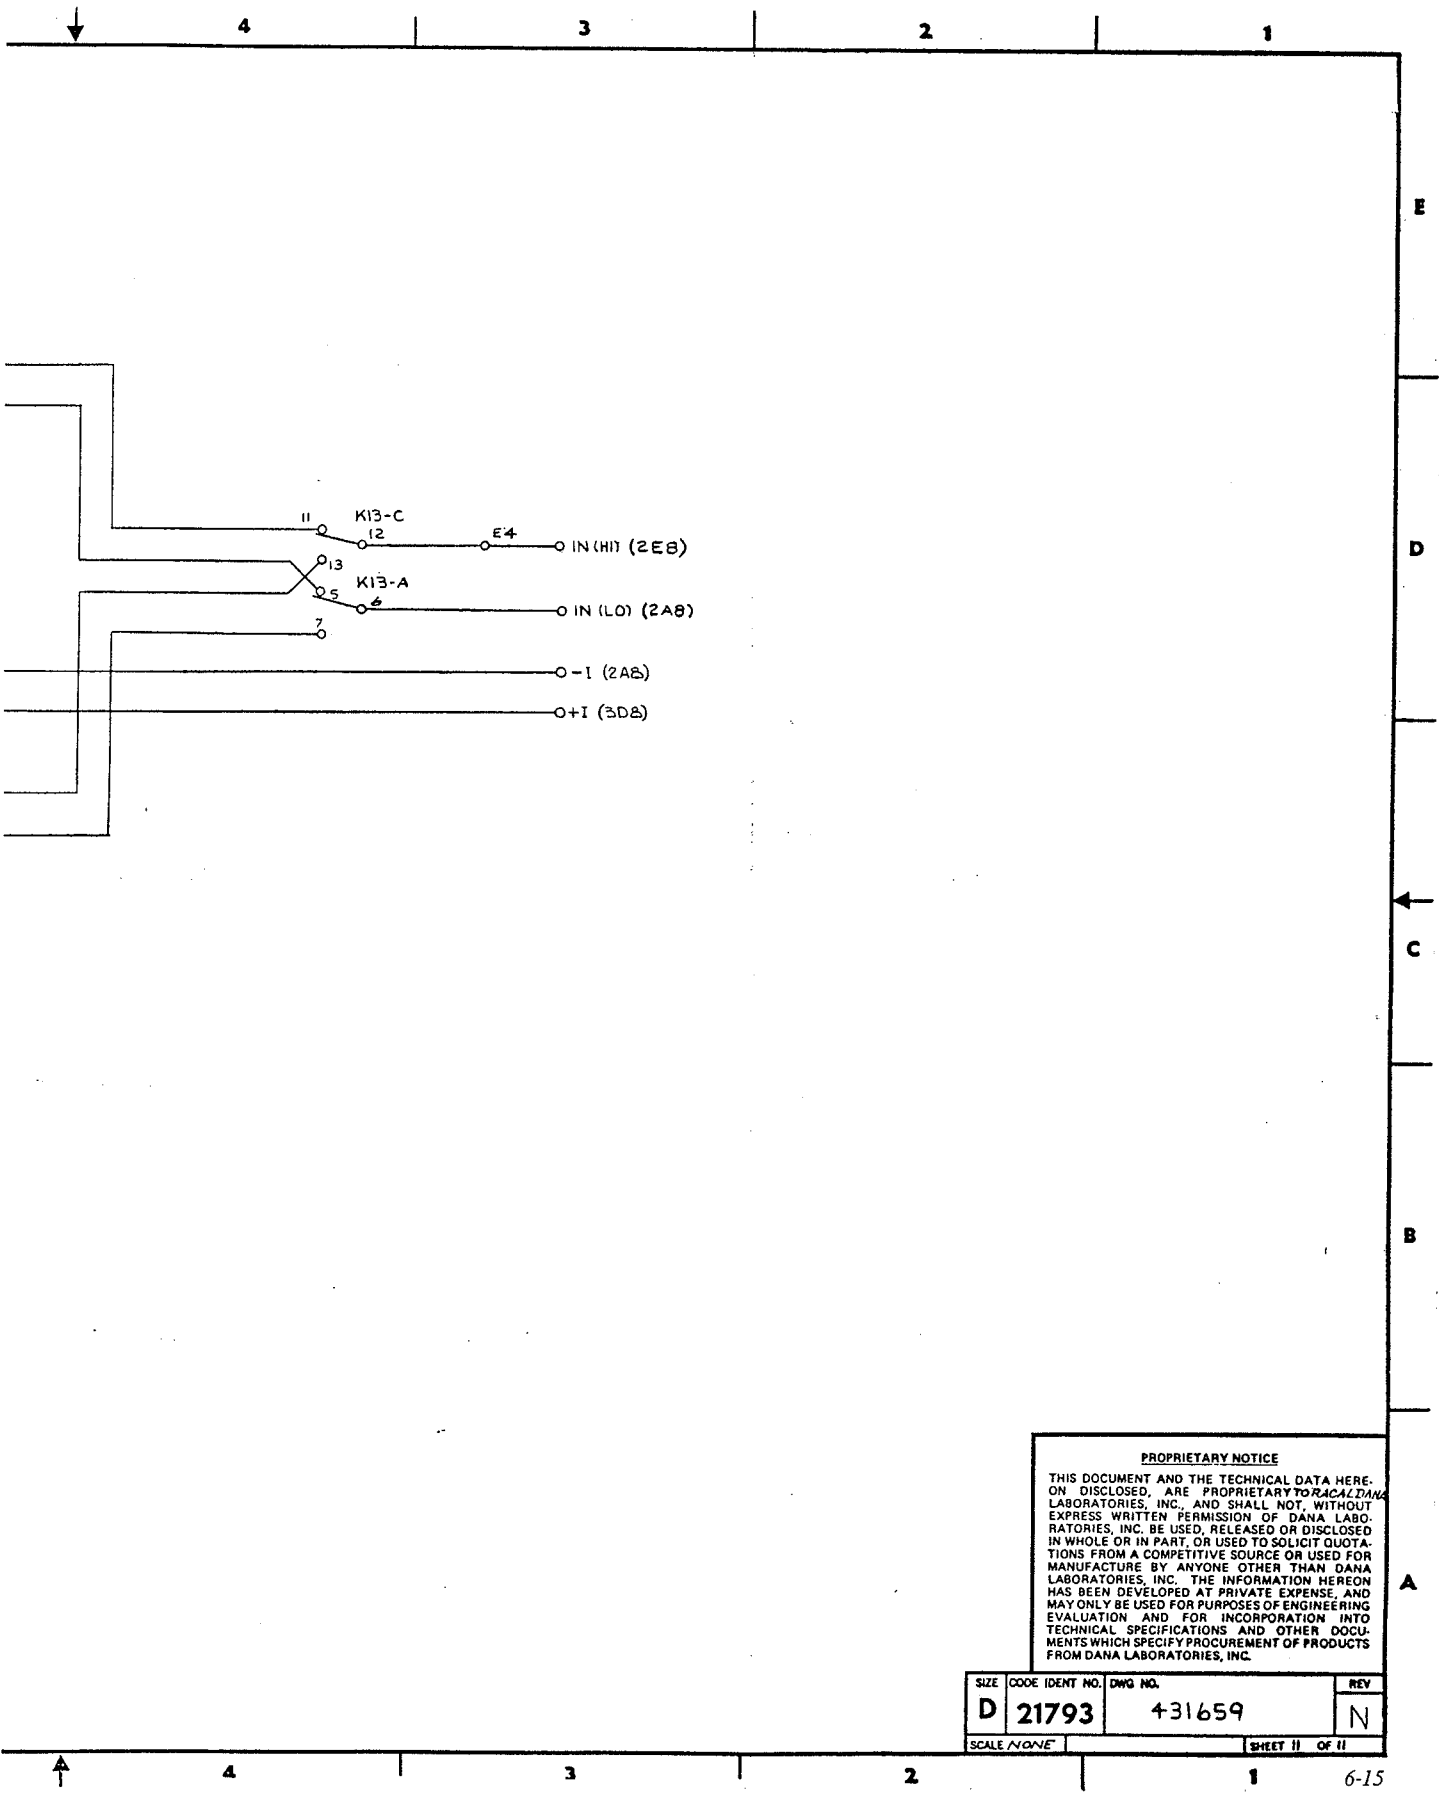 4 3 2 1
E
D
C
B
A
11 K13-C
12 E4
IN (HI) (2E8)
13
K13-A
5 6
IN (LO) (2A8)
7
-I (2A8)
+I (3D8)
PROPRIETARY NOTICE
THIS DOCUMENT AND THE TECHNICAL DATA HERE-
ON DISCLOSED, ARE PROPRIETARY TO RACAL DANA
LABORATORIES, INC., AND SHALL NOT, WITHOUT
EXPRESS WRITTEN PERMISSION OF DANA LABO-
RATORIES, INC. BE USED, RELEASED OR DISCLOSED
IN WHOLE OR IN PART, OR USED TO SOLICIT QUOTA-
TIONS FROM A COMPETITIVE SOURCE OR USED FOR
MANUFACTURE BY ANYONE OTHER THAN DANA
LABORATORIES, INC. THE INFORMATION HEREON
HAS BEEN DEVELOPED AT PRIVATE EXPENSE, AND
MAY ONLY BE USED FOR PURPOSES OF ENGINEERING
EVALUATION AND FOR INCORPORATION INTO
TECHNICAL SPECIFICATIONS AND OTHER DOCU-
MENTS WHICH SPECIFY PROCUREMENT OF PRODUCTS
FROM DANA LABORATORIES, INC.
SIZE CODE IDENT NO. DWG NO. REV
D 21793 431659 N
SCALE NONE SHEET 11 OF 11
4 3 2 1
6-15